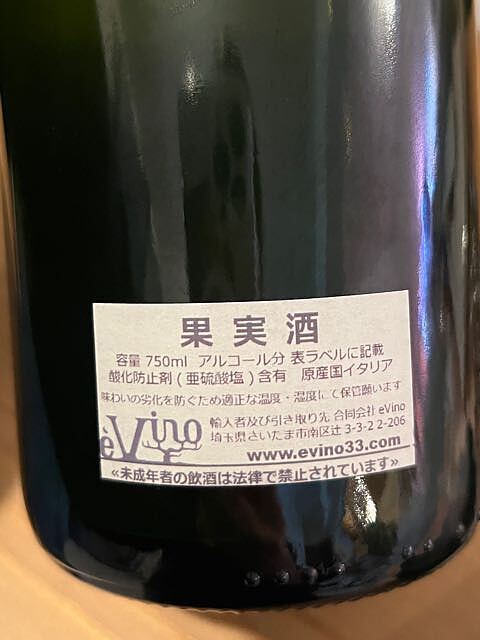 果実酒
容量 750ml アルコール分 表ラベルに記載
酸化防止剤 ( 亜硫酸塩 ) 含有 原産国イタリア
味わいの劣化を防ぐため適正な温度・湿度にて保管願います
èVino
輸入者及び引き取り先 合同会社 eVino
埼玉県さいたま市南区辻 3-3-2 2-206
www.evino33.com
«未成年者の飲酒は法律で禁止されています»